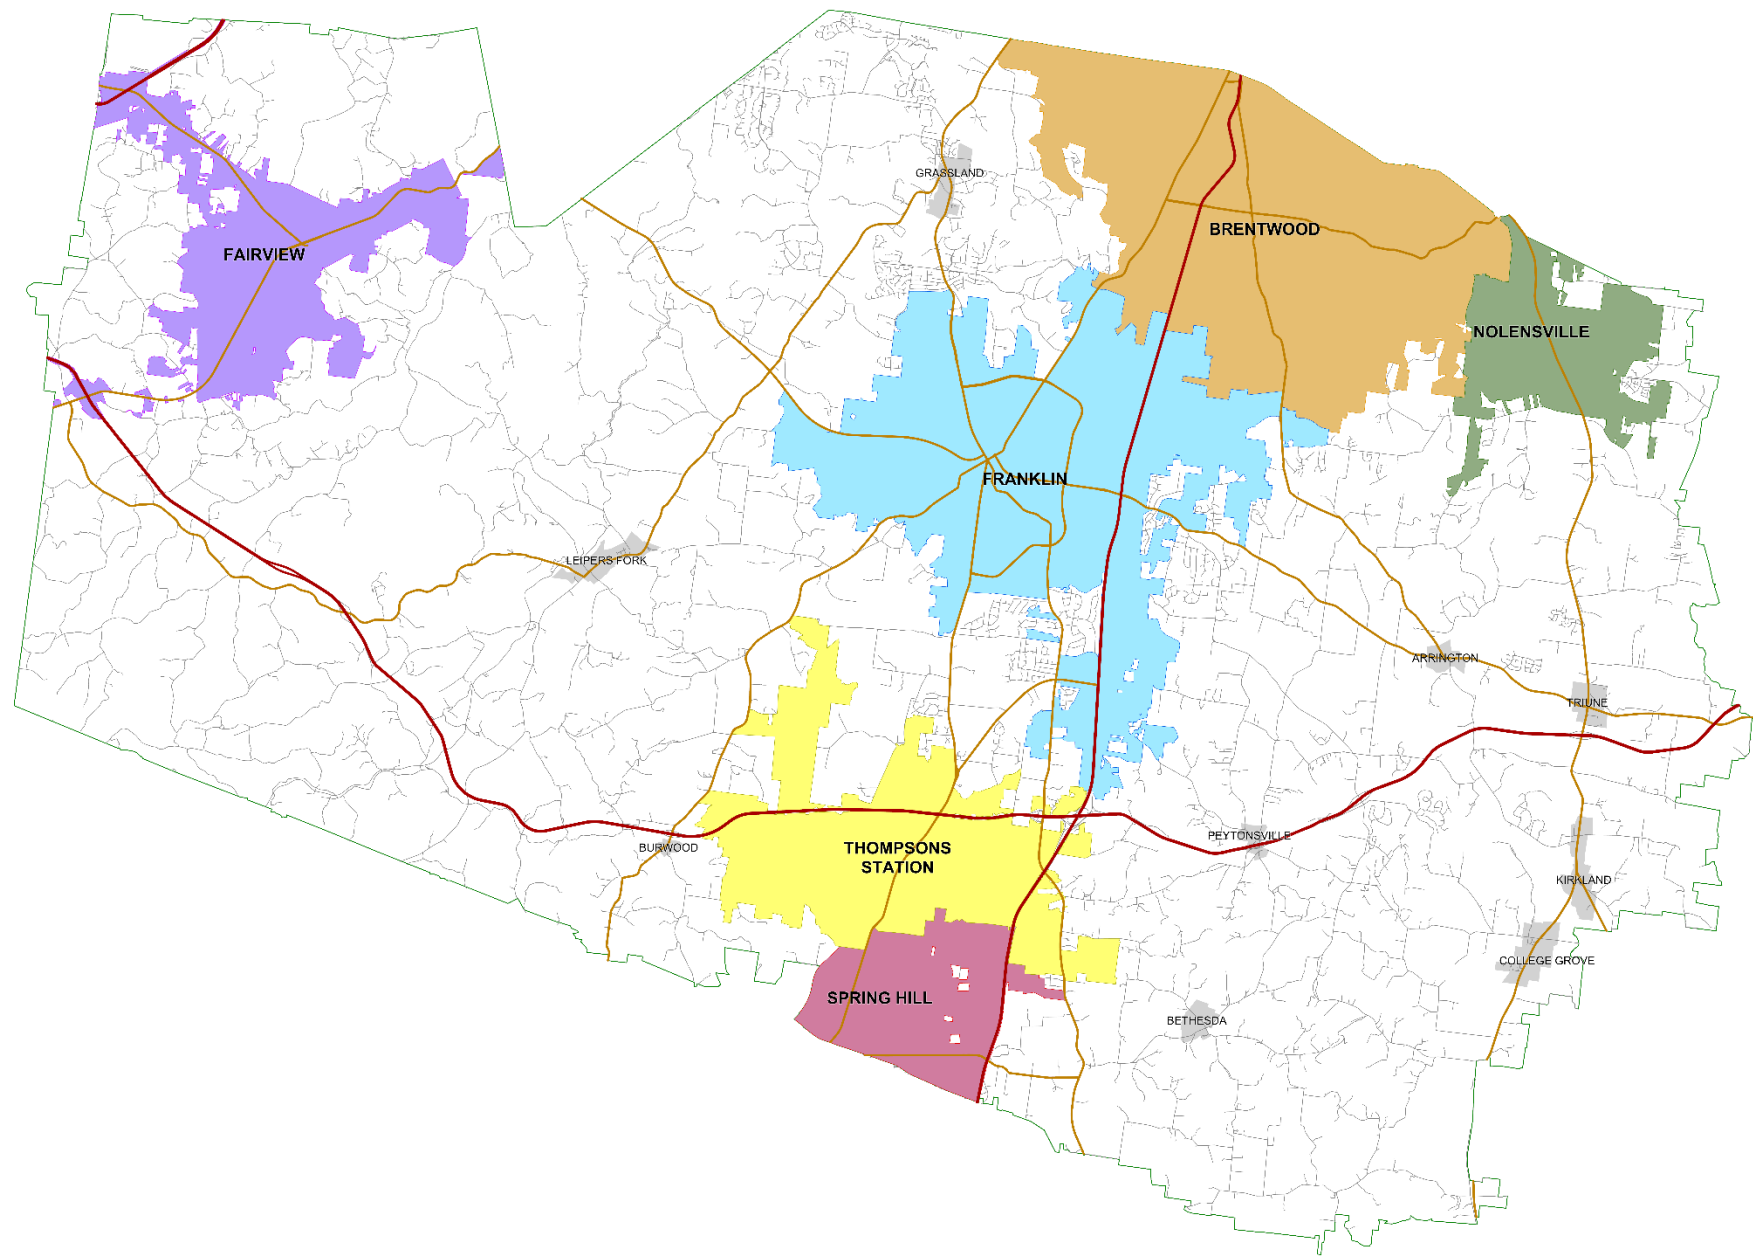 GRASSLAND
BRENTWOOD
FAIRVIEW
NOLENSVILLE
FRANKLIN
LEIPERS FORK
ARRINGTON
TRIUNE
PEYTONSVILLE
BURWOOD
THOMPSONS
STATION
KIRKLAND
COLLEGE GROVE
SPRING HILL
BETHESDA